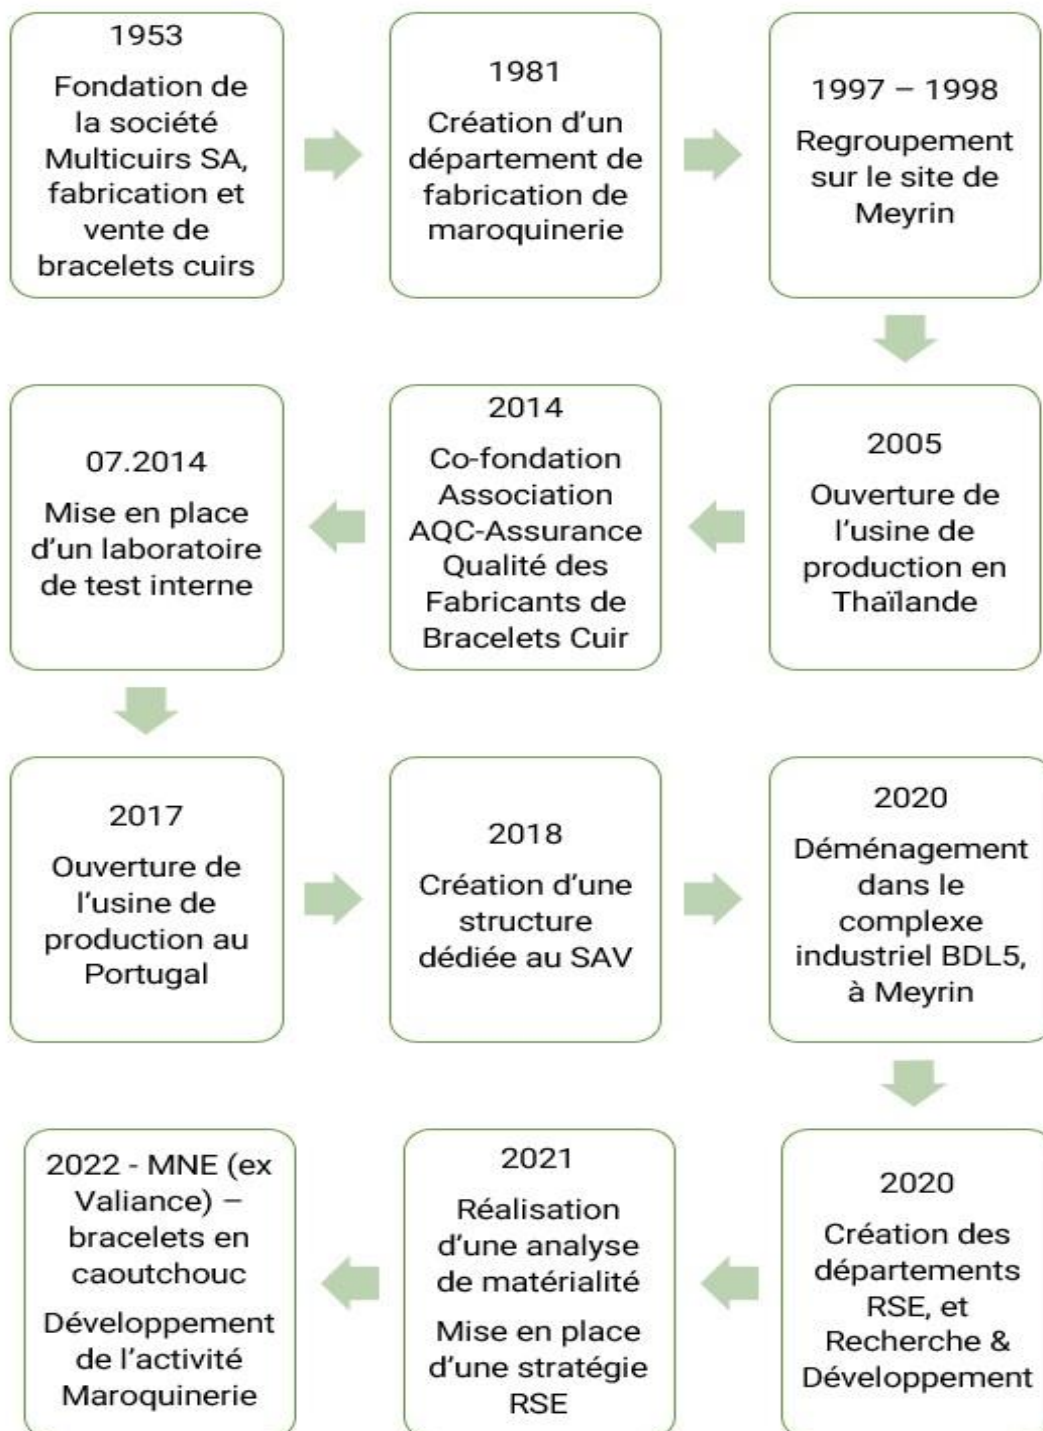 1953
Fondation de
la société
Multicuirs SA,
fabrication et
vente de
bracelets cuirs
1981
Création d’un
département de
fabrication de
maroquinerie
1997 – 1998
Regroupement
sur le site de
Meyrin
2005
Ouverture de
l’usine de
production en
Thaïlande
2014
Co-fondation
Association
AQC-Assurance
Qualité des
Fabricants de
Bracelets Cuir
07.2014
Mise en place
d’un laboratoire
de test interne
2017
Ouverture de
l’usine de
production au
Portugal
2018
Création d’une
structure
dédiée au SAV
2020
Déménagement
dans le
complexe
industriel BDL5,
à Meyrin
2020
Création des
départements
RSE, et
Recherche &
Développement
2021
Réalisation
d’une analyse
de matérialité
Mise en place
d’une stratégie
RSE
2022 - MNE (ex
Valiance) –
bracelets en
caoutchouc
Développement
de l’activité
Maroquinerie